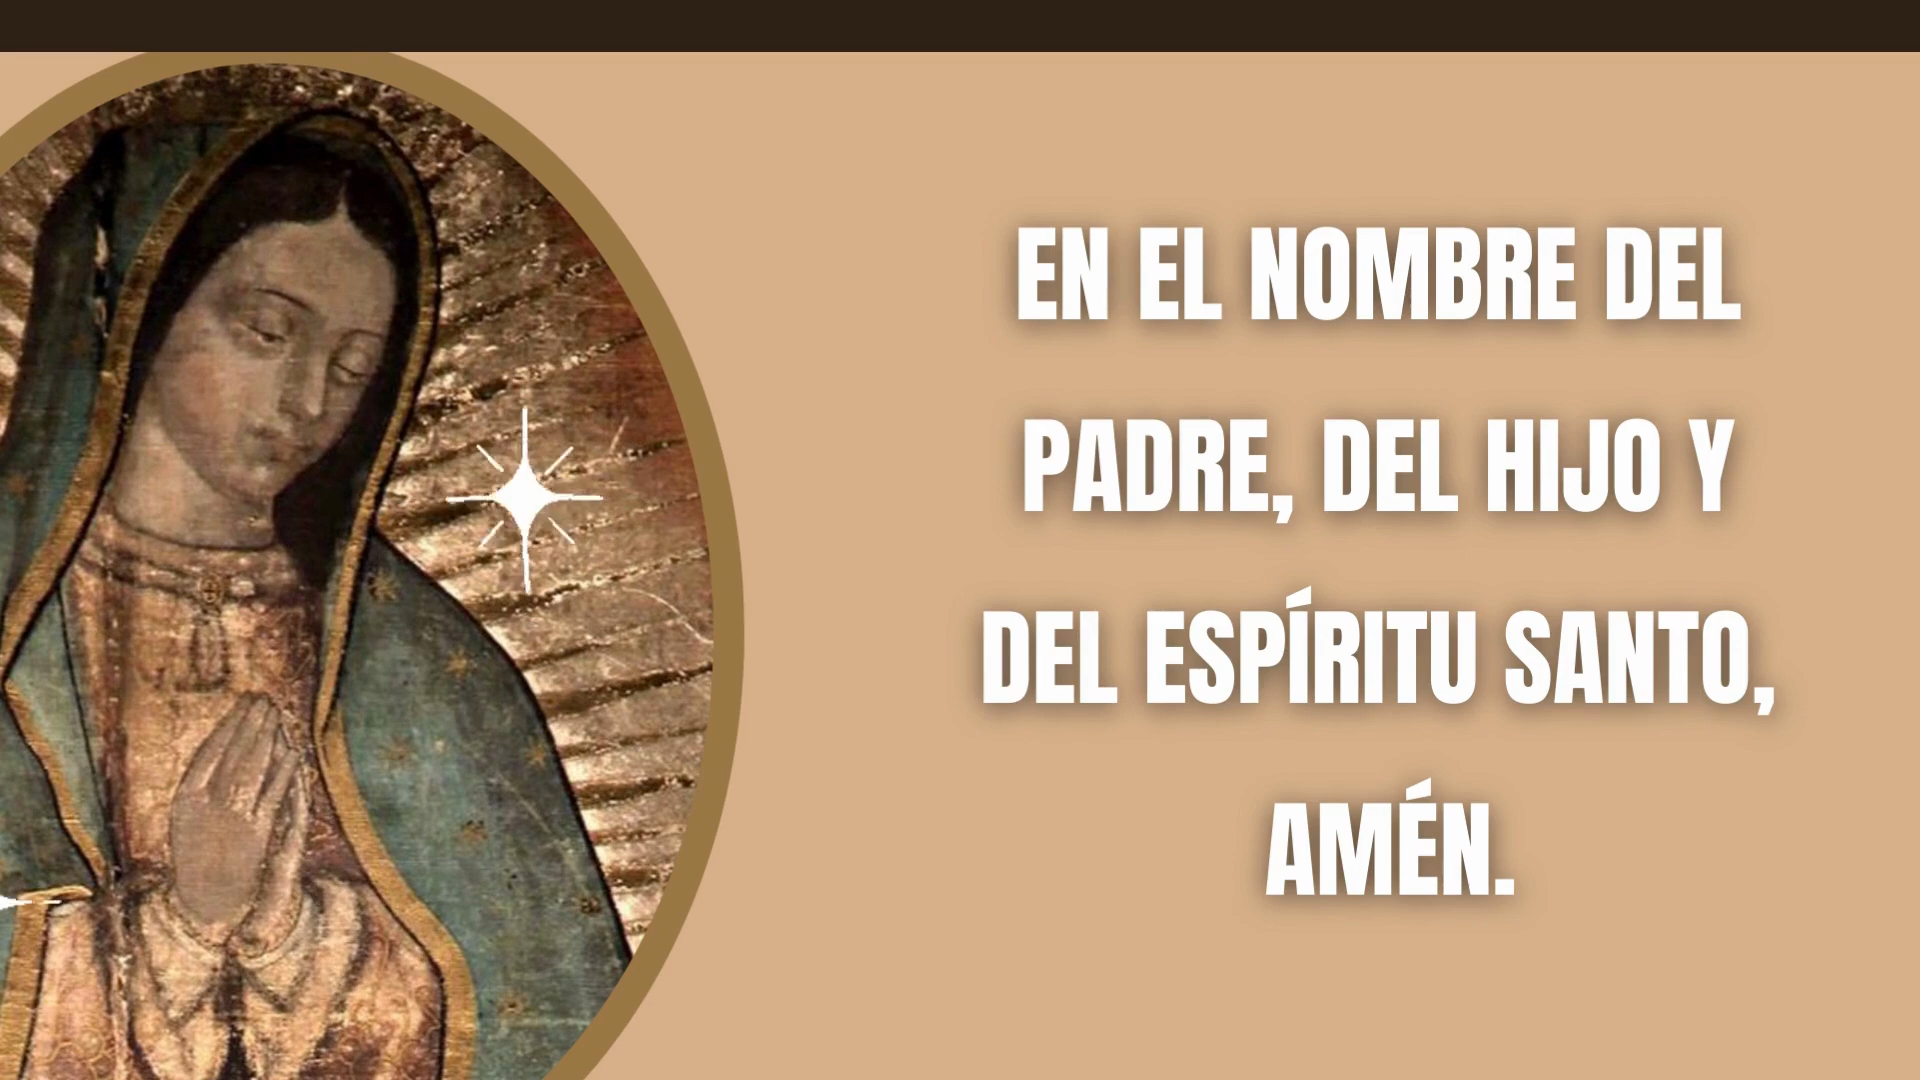 EN EL NOMBRE DEL
PADRE, DEL HIJO Y
DEL ESPÍRITU SANTO,
AMÉN.